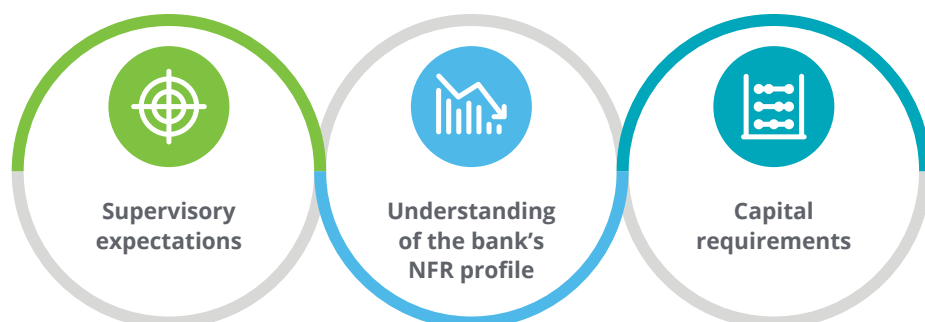 Supervisory
expectations
Understanding
of the bank’s
NFR profile
Capital
requirements